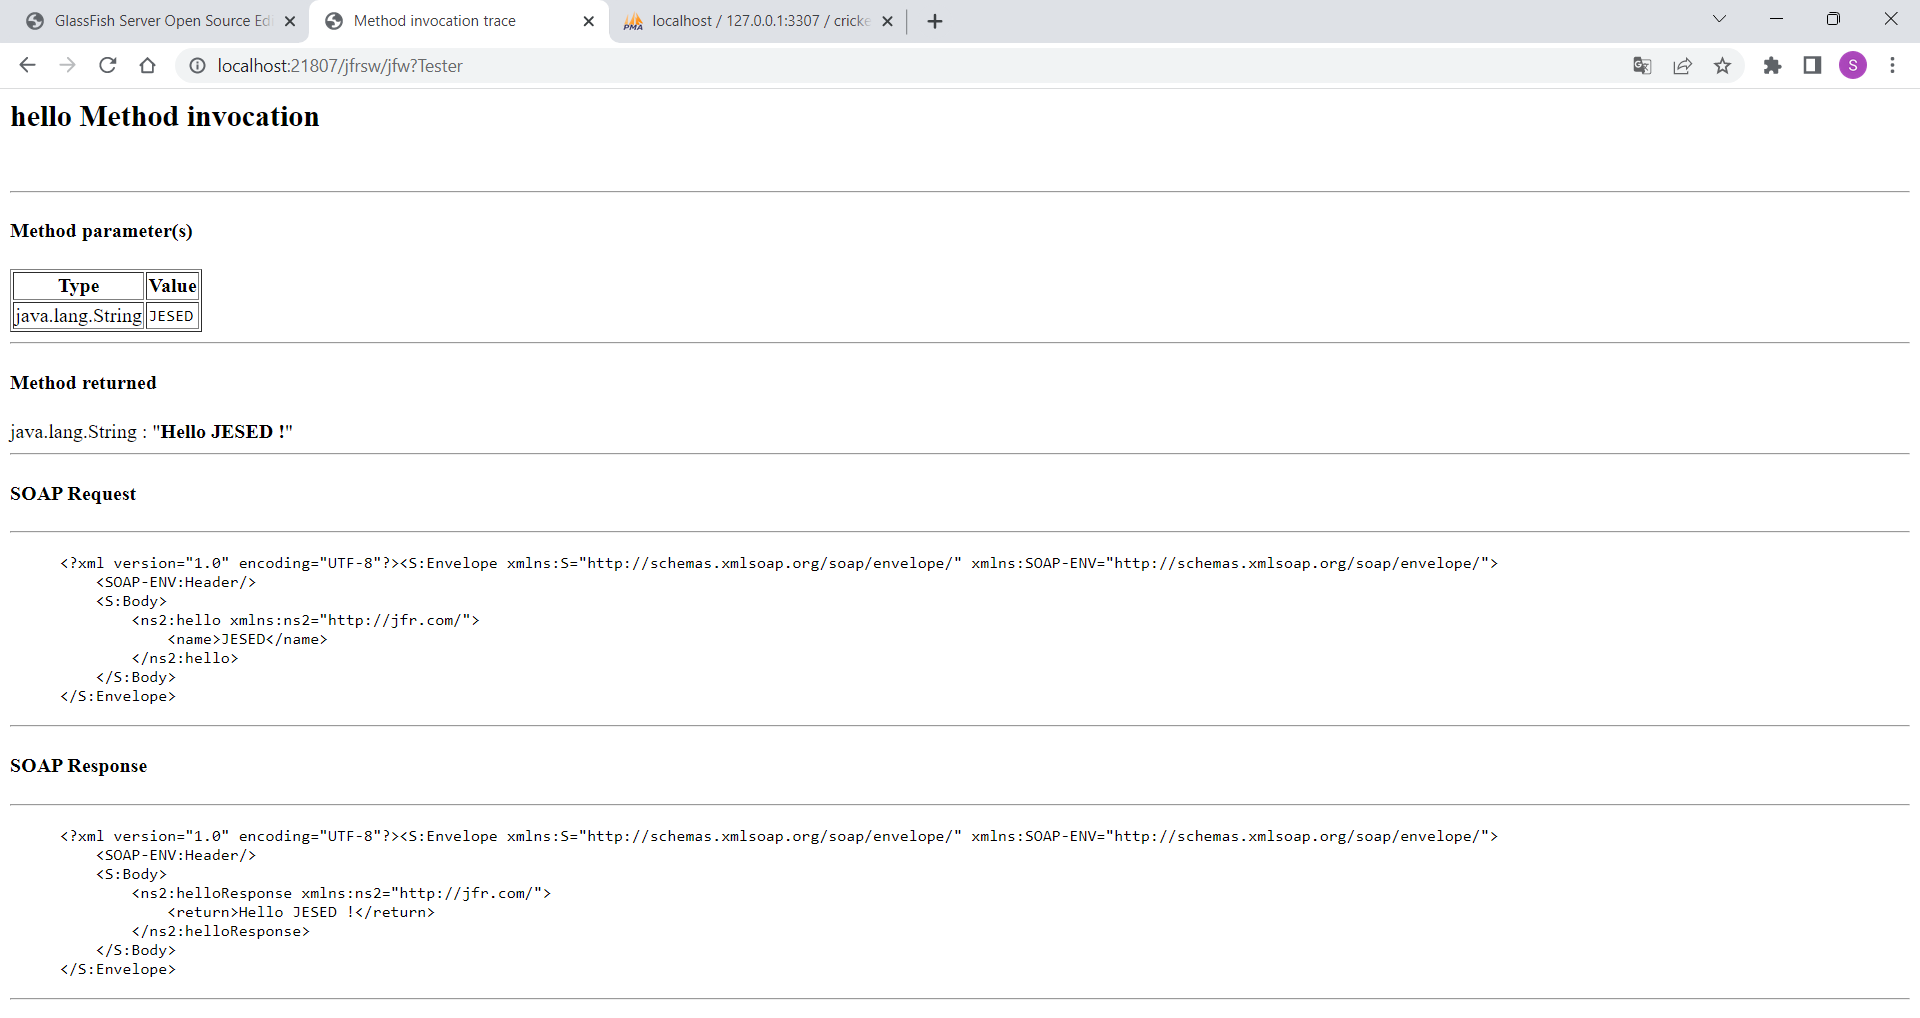 GlassFish Server Open Source Edi
Method invocation trace
localhost / 127.0.0.1:3307 / cricke
localhost:21807/jfrsw/jfw?Tester
S
hello Method invocation
Method parameter(s)
Type Value
java.lang.String JESED
Method returned
java.lang.String : "Hello JESED !"
SOAP Request
<?xml version="1.0" encoding="UTF-8"?><S:Envelope xmlns:S="http://schemas.xmlsoap.org/soap/envelope/" xmlns:SOAP-ENV="http://schemas.xmlsoap.org/soap/envelope/">
<SOAP-ENV:Header/>
<S:Body>
<ns2:hello xmlns:ns2="http://jfr.com/">
<name>JESED</name>
</ns2:hello>
</S:Body>
</S:Envelope>
SOAP Response
<?xml version="1.0" encoding="UTF-8"?><S:Envelope xmlns:S="http://schemas.xmlsoap.org/soap/envelope/" xmlns:SOAP-ENV="http://schemas.xmlsoap.org/soap/envelope/">
<SOAP-ENV:Header/>
<S:Body>
<ns2:helloResponse xmlns:ns2="http://jfr.com/">
<return>Hello JESED !</return>
</ns2:helloResponse>
</S:Body>
</S:Envelope>